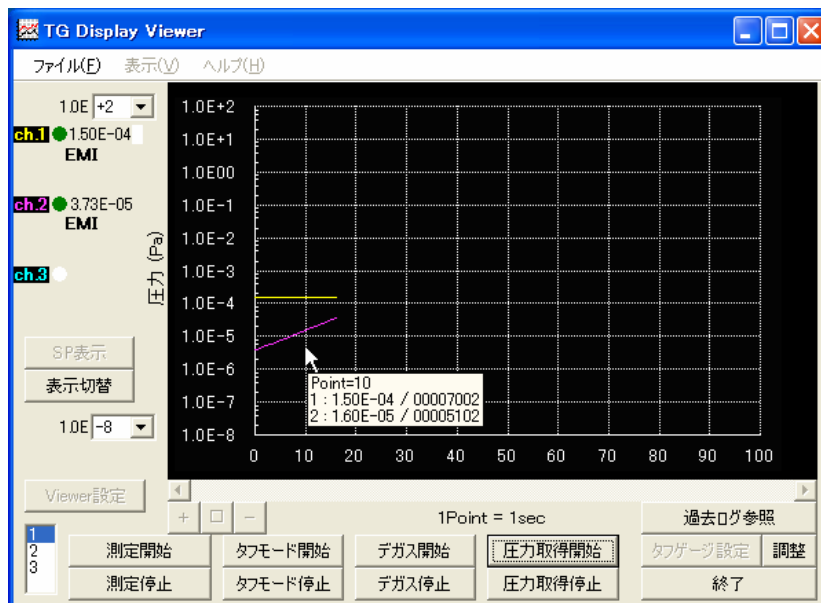 TG Display Viewer
ファイル(F) 表示(V) ヘルプ(H)
1.0E +2
ch.1 1.50E-04
EMI
ch.2 3.73E-05
EMI
ch.3
SP表示
表示切替
1.0E -8
Viewer設定
圧力 (Pa)
1.0E+2
1.0E+1
1.0E00
1.0E-1
1.0E-2
1.0E-3
1.0E-4
1.0E-5
1.0E-6
1.0E-7
1.0E-8
0 10 20 30 40 50 60 70 80 90 100
Point=10
1 : 1.50E-04 / 00007002
2 : 1.60E-05 / 00005102
+ □ − 1Point = 1sec 過去ログ参照
1
2
3
測定開始 タフモード開始 デガス開始 圧力取得開始 タフゲージ設定 調整
測定停止 タフモード停止 デガス停止 圧力取得停止 終了